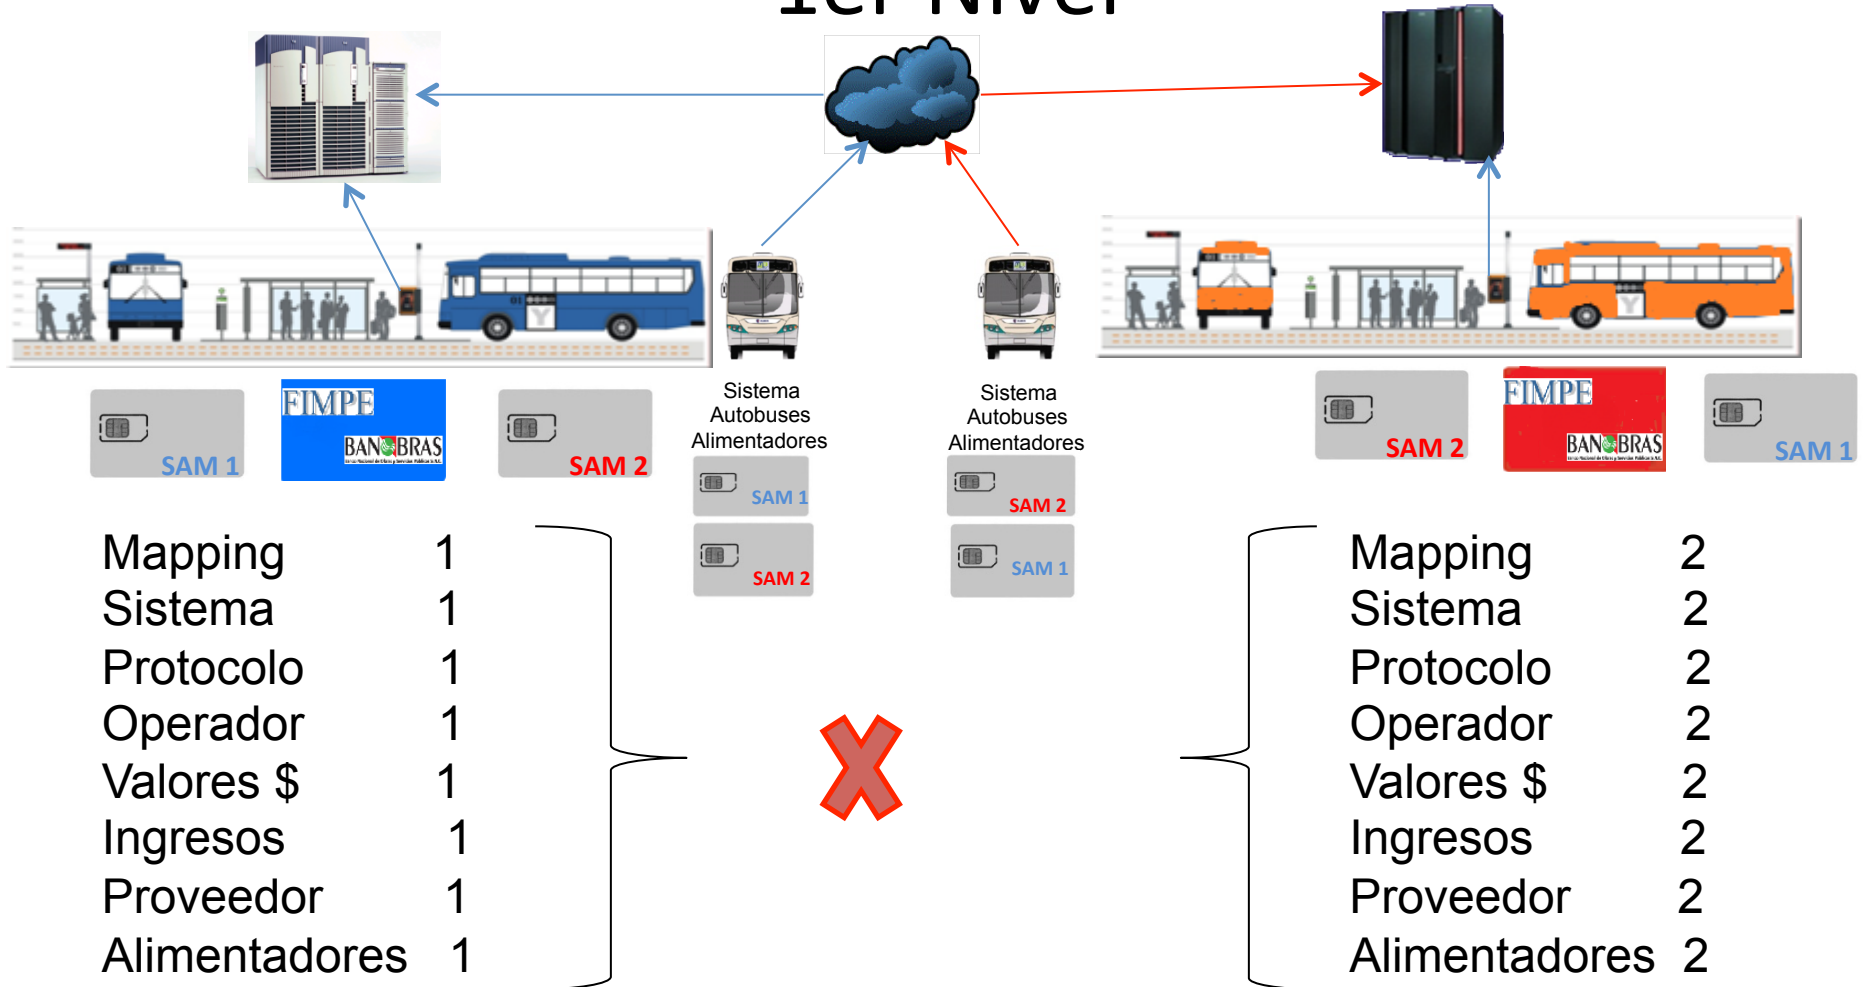 1er Nivel
FIMPE
BANOBRAS
SAM 1
SAM 2
Sistema
Autobuses
Alimentadores
SAM 1
SAM 2
Sistema
Autobuses
Alimentadores
SAM 2
SAM 1
SAM 2
FIMPE
BANOBRAS
SAM 1
Mapping 1
Sistema 1
Protocolo 1
Operador 1
Valores $ 1
Ingresos 1
Proveedor 1
Alimentadores 1
Mapping 2
Sistema 2
Protocolo 2
Operador 2
Valores $ 2
Ingresos 2
Proveedor 2
Alimentadores 2